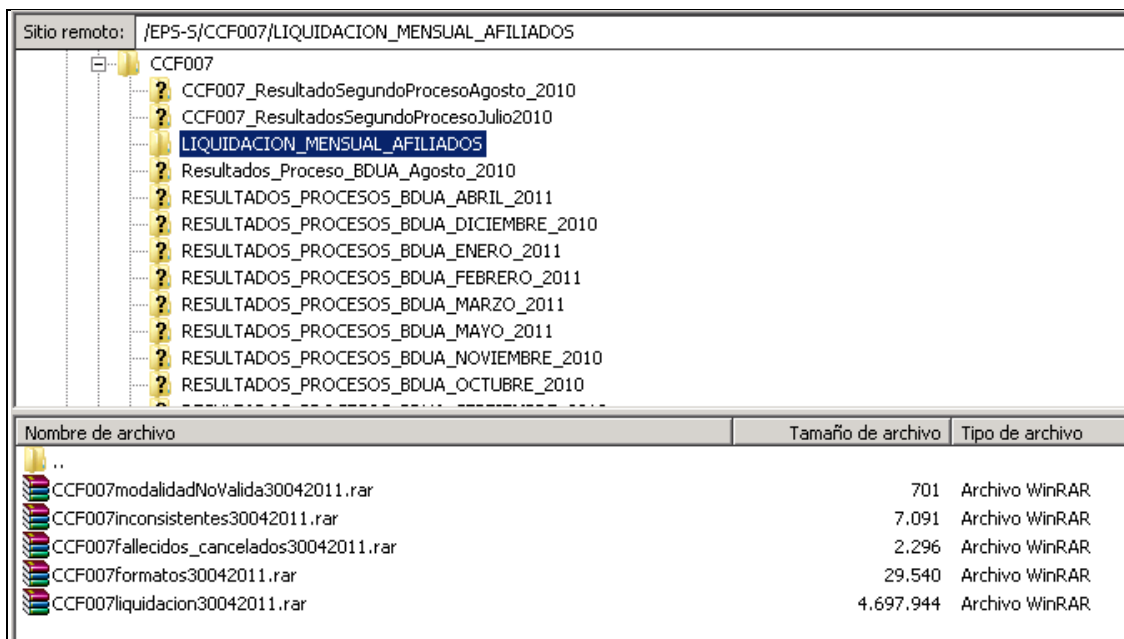 Sitio remoto: /EPS-S/CCF007/LIQUIDACION_MENSUAL_AFILIADOS
CCF007
CCF007_ResultadoSegundoProcesoAgosto_2010
CCF007_ResultadosSegundoProcesoJulio2010
LIQUIDACION_MENSUAL_AFILIADOS
Resultados_Proceso_BDUA_Agosto_2010
RESULTADOS_PROCESOS_BDUA_ABRIL_2011
RESULTADOS_PROCESOS_BDUA_DICIEMBRE_2010
RESULTADOS_PROCESOS_BDUA_ENERO_2011
RESULTADOS_PROCESOS_BDUA_FEBRERO_2011
RESULTADOS_PROCESOS_BDUA_MARZO_2011
RESULTADOS_PROCESOS_BDUA_MAYO_2011
RESULTADOS_PROCESOS_BDUA_NOVIEMBRE_2010
RESULTADOS_PROCESOS_BDUA_OCTUBRE_2010
Nombre de archivo Tamaño de archivo Tipo de archivo
..
CCF007modalidadNoValida30042011.rar 701 Archivo WinRAR
CCF007inconsistentes30042011.rar 7.091 Archivo WinRAR
CCF007fallecidos_cancelados30042011.rar 2.296 Archivo WinRAR
CCF007formatos30042011.rar 29.540 Archivo WinRAR
CCF007liquidacion30042011.rar 4.697.944 Archivo WinRAR